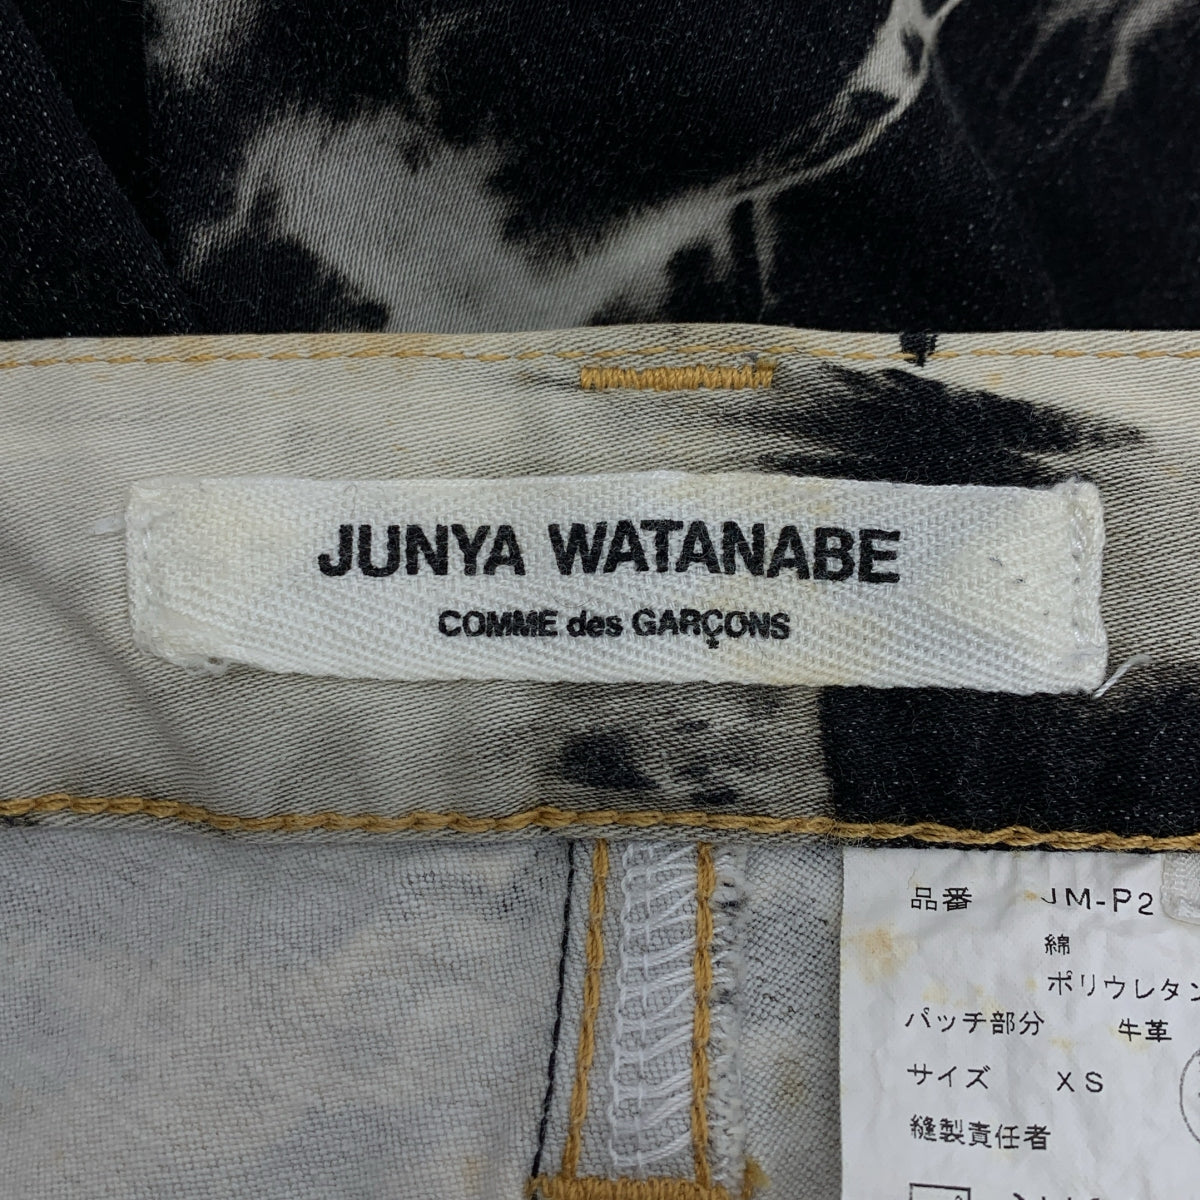 JUNYA WATANABE
COMME des GARÇONS
品番 JM-P2
綿
ポリウレタン
パッチ部分 牛革
サイズ XS
縫製責任者